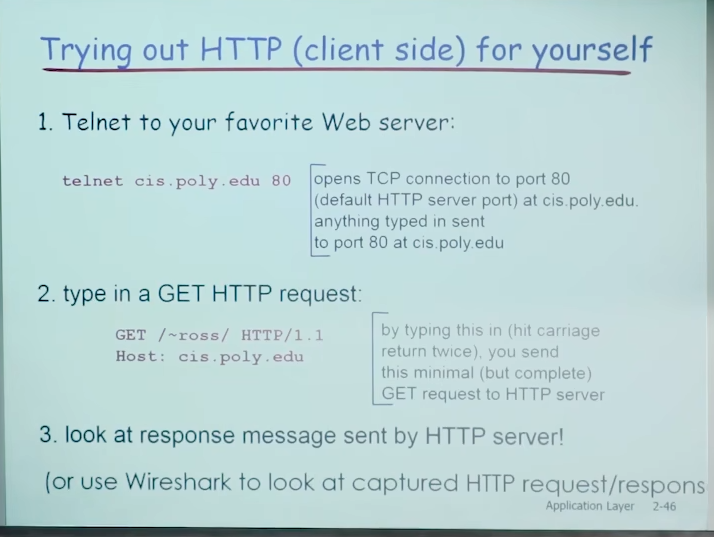 Trying out HTTP (client side) for yourself
1. Telnet to your favorite Web server:
telnet cis.poly.edu 80
opens TCP connection to port 80
(default HTTP server port) at cis.poly.edu.
anything typed in sent
to port 80 at cis.poly.edu
2. type in a GET HTTP request:
GET /~ross/ HTTP/1.1
Host: cis.poly.edu
by typing this in (hit carriage
return twice), you send
this minimal (but complete)
GET request to HTTP server
3. look at response message sent by HTTP server!
(or use Wireshark to look at captured HTTP request/respons
Application Layer 2-46